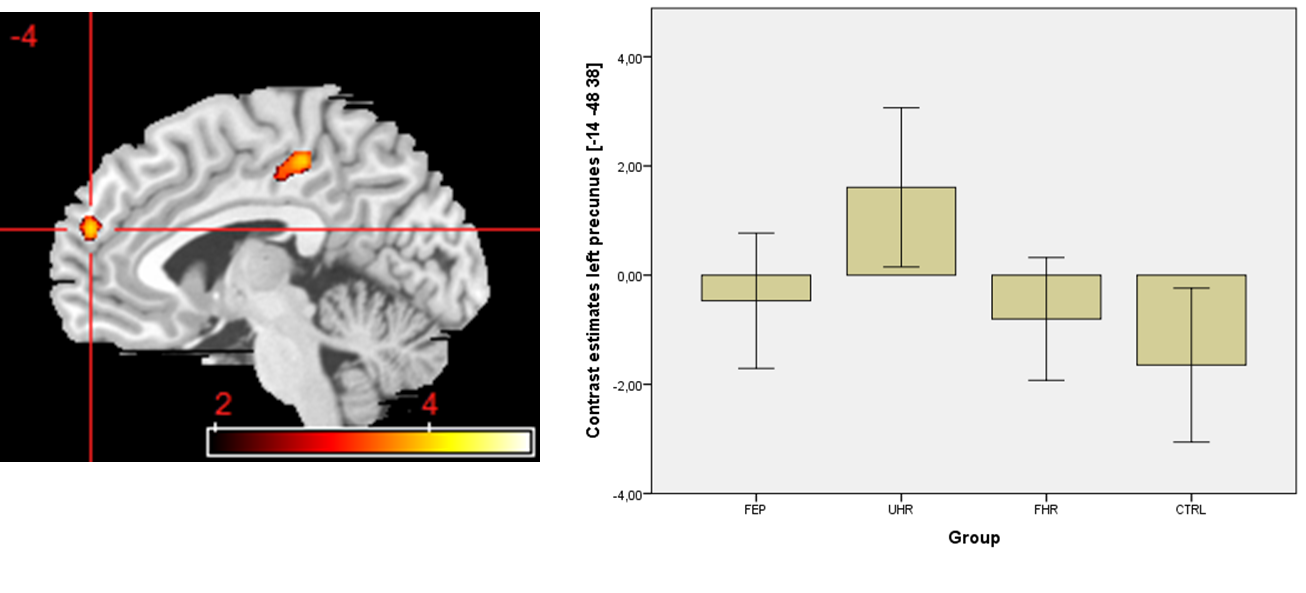 -4
2 4
Contrast estimates left precunues [-14 -48 38]
4,00
2,00
0,00
-2,00
-4,00
FEP UHR FHR CTRL
Group